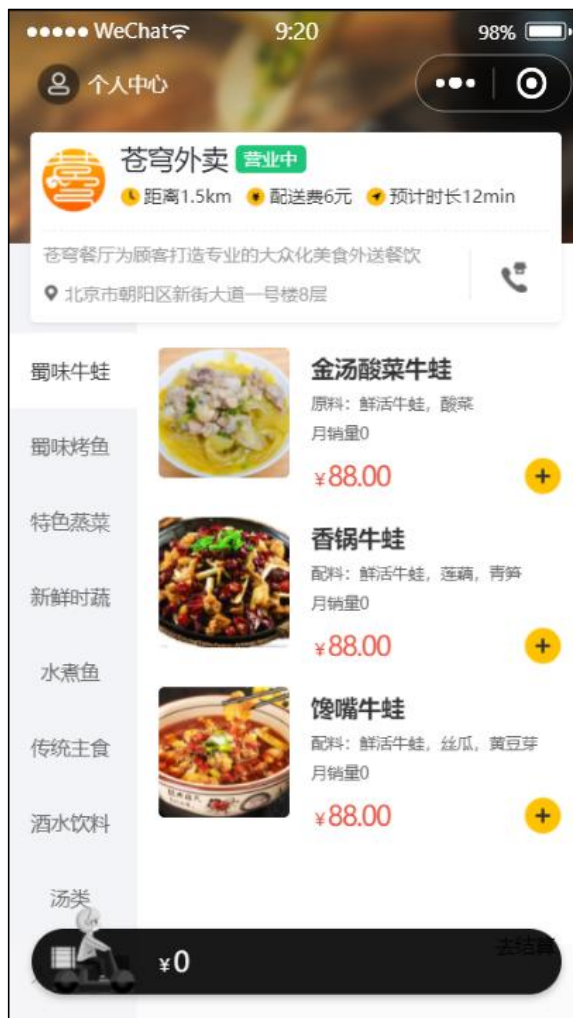 WeChat 9:20 98%
个人中心
苍穹外卖 营业中
距离1.5km 配送费6元 预计时长12min
苍穹餐厅为顾客打造专业的大众化美食外送餐饮
北京市朝阳区新街大道一号楼8层
蜀味牛蛙
蜀味烤鱼
特色蒸菜
新鲜时蔬
水煮鱼
传统主食
酒水饮料
汤类
金汤酸菜牛蛙
原料：鲜活牛蛙，酸菜
月销量0
¥88.00
+
香锅牛蛙
配料：鲜活牛蛙，莲藕，青笋
月销量0
¥88.00
+
馋嘴牛蛙
配料：鲜活牛蛙，丝瓜，黄豆芽
月销量0
¥88.00
+
¥0
去结算